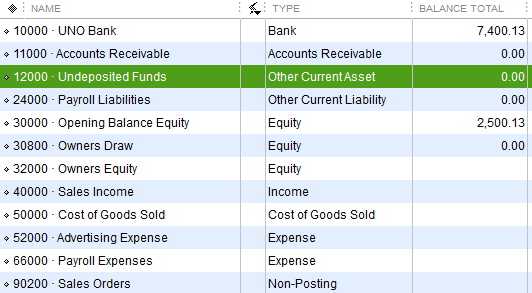 NAME TYPE BALANCE TOTAL
10000 · UNO Bank Bank 7,400.13
11000 · Accounts Receivable Accounts Receivable 0.00
12000 · Undeposited Funds Other Current Asset 0.00
24000 · Payroll Liabilities Other Current Liability 0.00
30000 · Opening Balance Equity Equity 2,500.13
30800 · Owners Draw Equity 0.00
32000 · Owners Equity Equity
40000 · Sales Income Income
50000 · Cost of Goods Sold Cost of Goods Sold
52000 · Advertising Expense Expense
66000 · Payroll Expenses Expense
90200 · Sales Orders Non-Posting